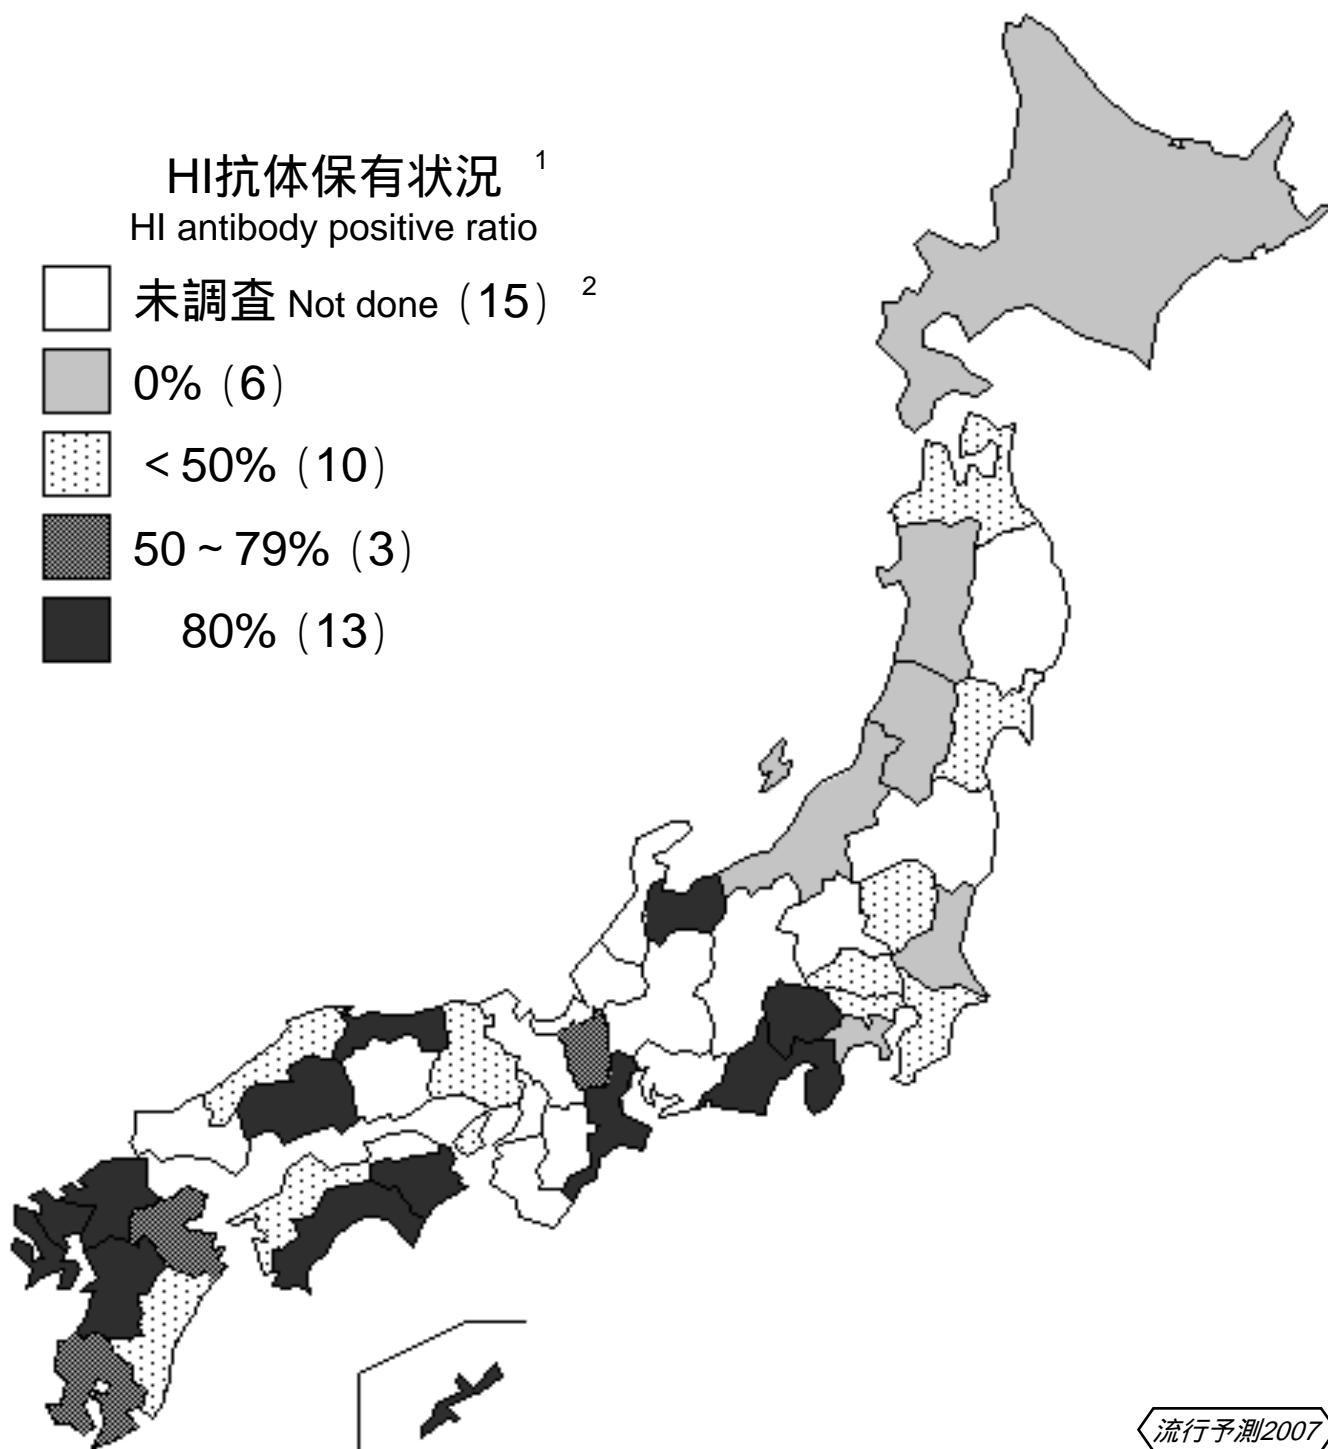 HI抗体保有状況 1
HI antibody positive ratio
未調査 Not done (15) 2
0% (6)
<50% (10)
50~79% (3)
80% (13)
流行予測2007